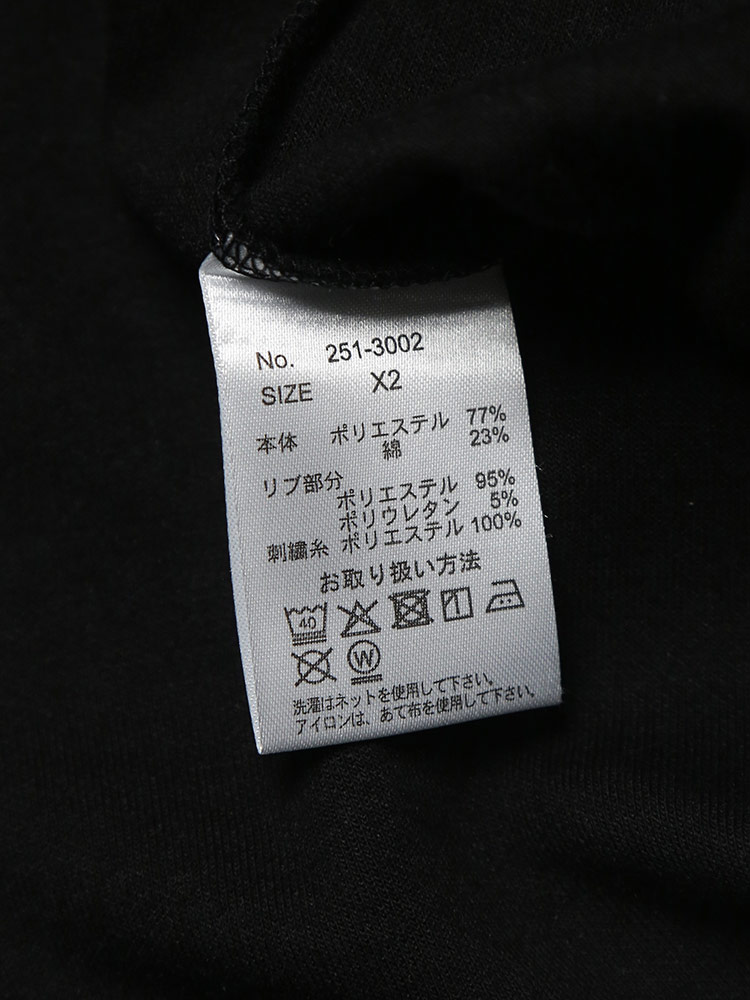 No. 251-3002
SIZE X2
本体 ポリエステル 77%
綿 23%
リブ部分
ポリエステル 95%
ポリウレタン 5%
刺繍糸 ポリエステル 100%
お取り扱い方法
40
W
洗濯はネットを使用して下さい。
アイロンは、あて布を使用して下さい。